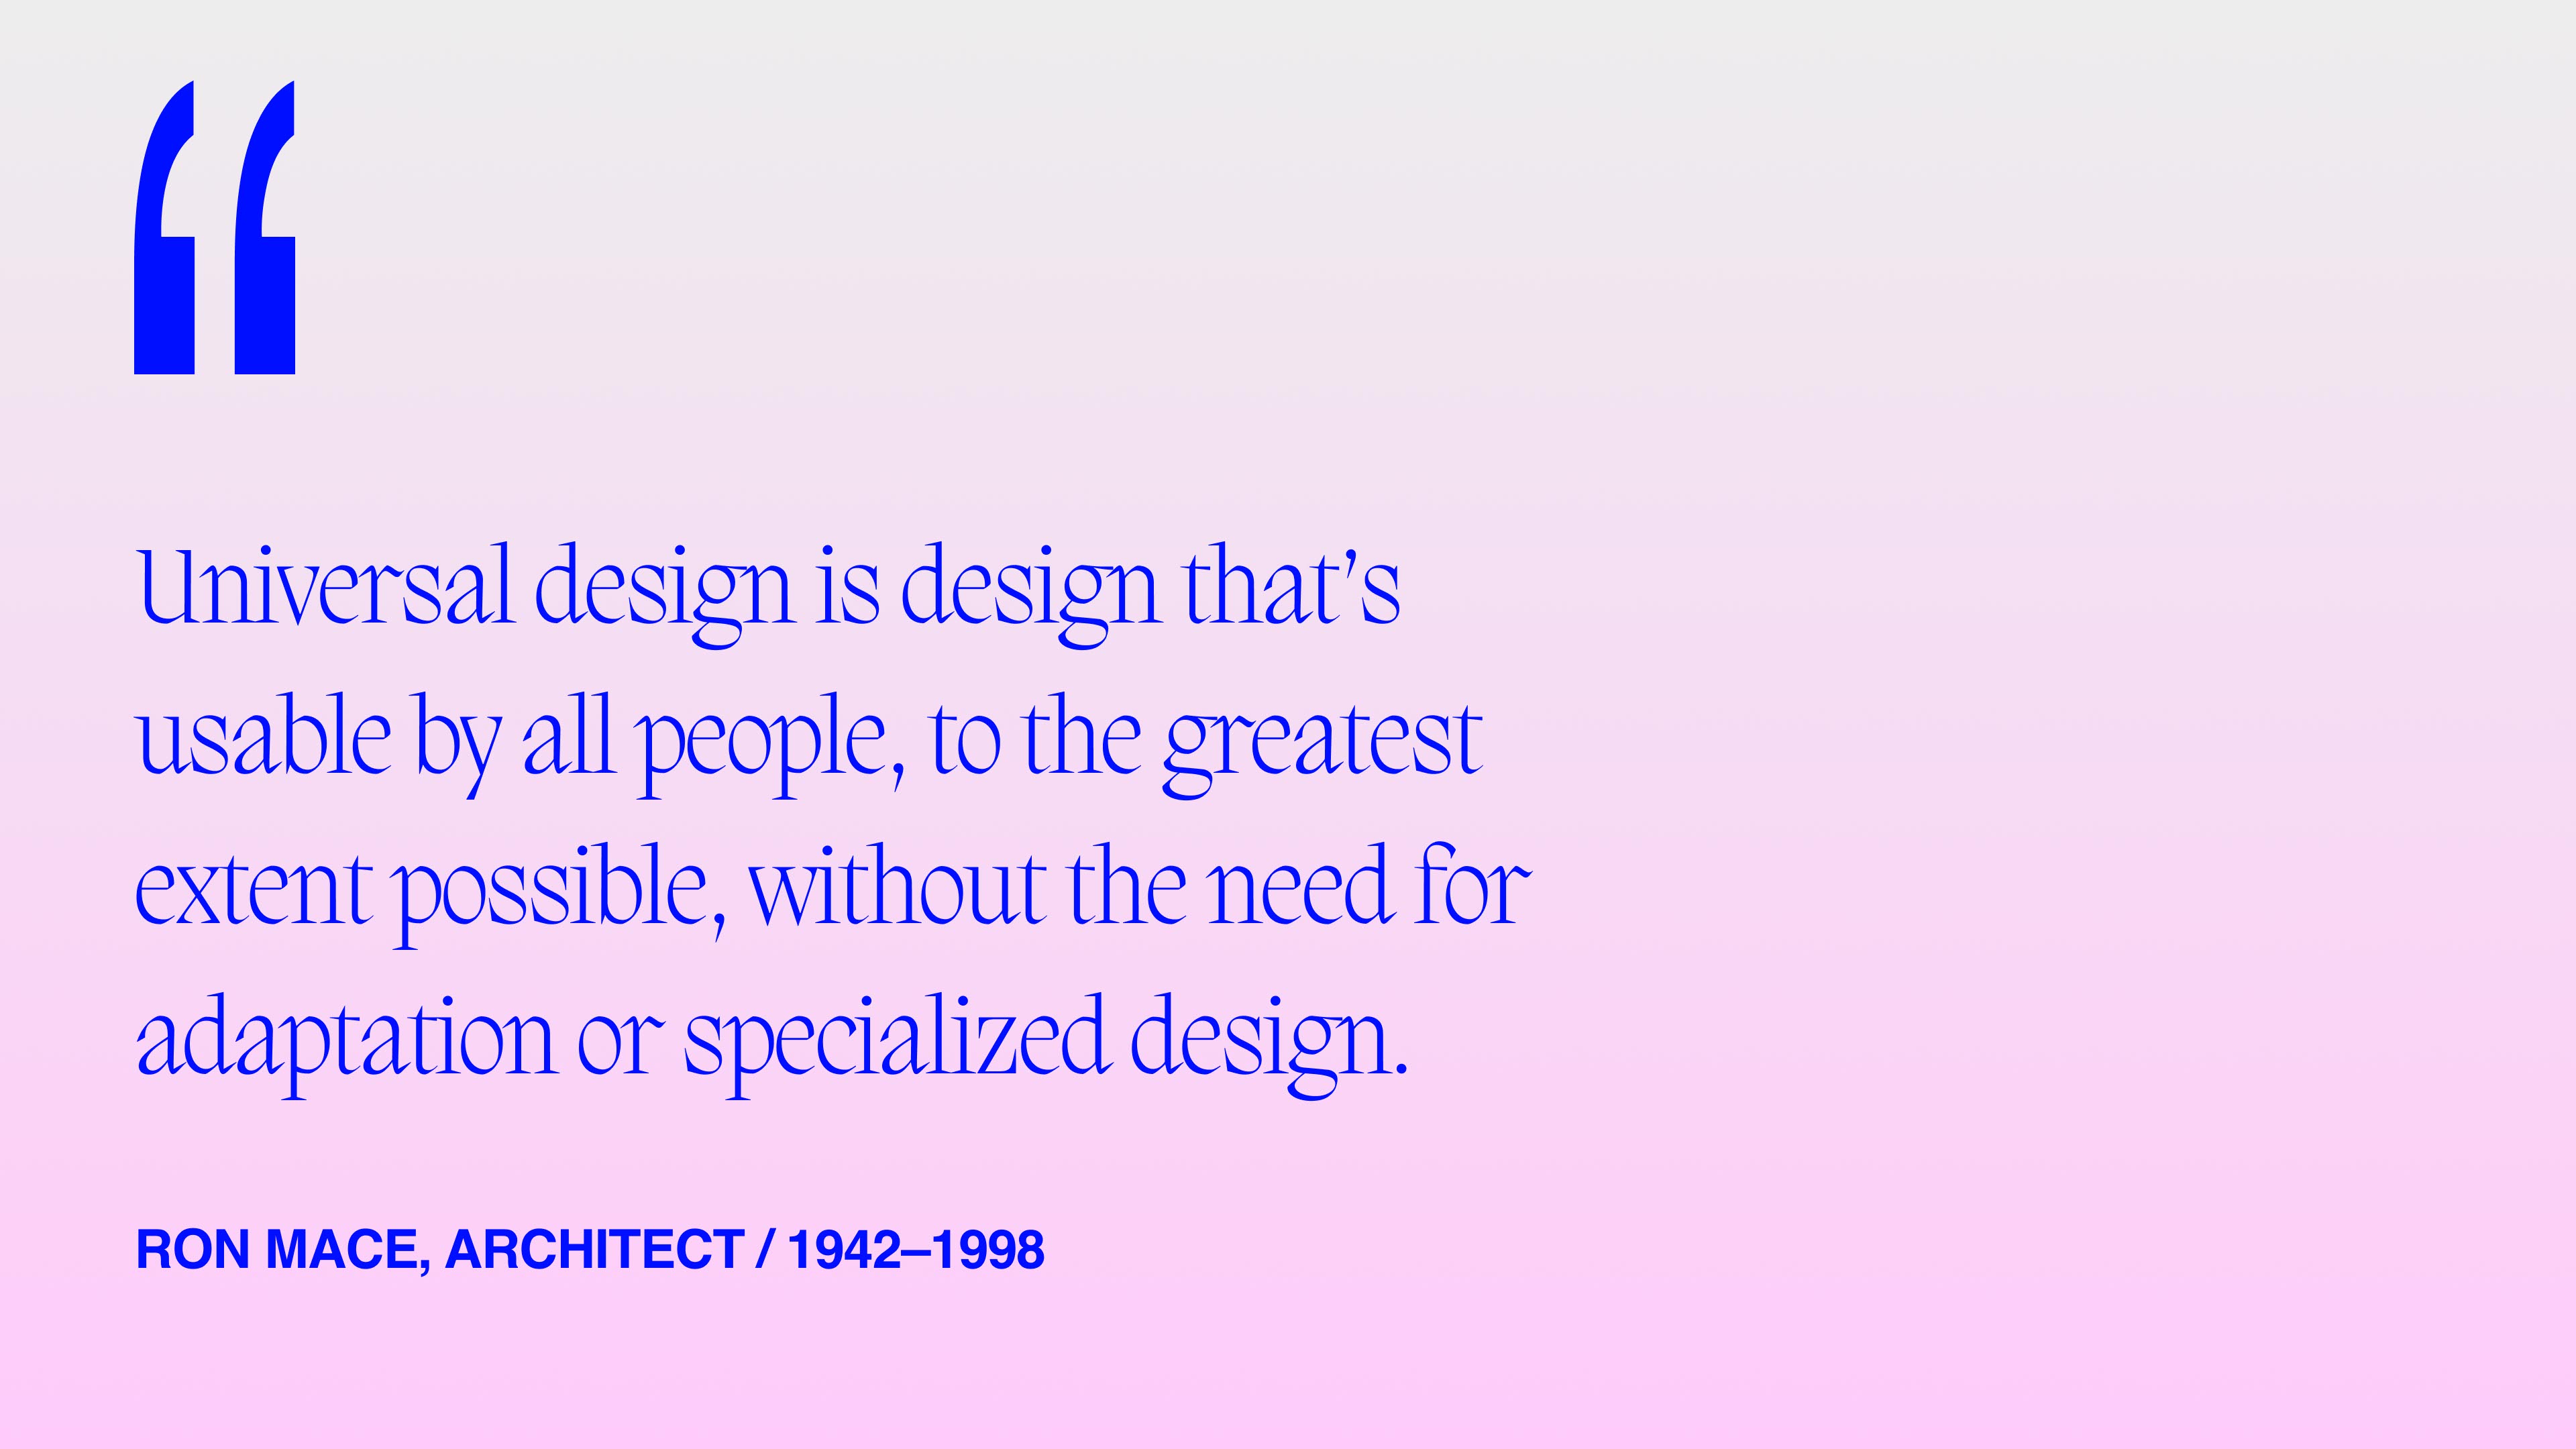 “
Universal design is design that’s
usable by all people, to the greatest
extent possible, without the need for
adaptation or specialized design.
RON MACE, ARCHITECT / 1942–1998